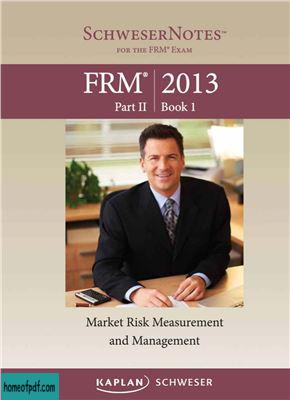 SCHWESERNOTES™
FOR THE FRM® EXAM
FRM® 2013
Part II Book 1
Market Risk Measurement
and Management
KAPLAN SCHWESER
homeofpdf.com